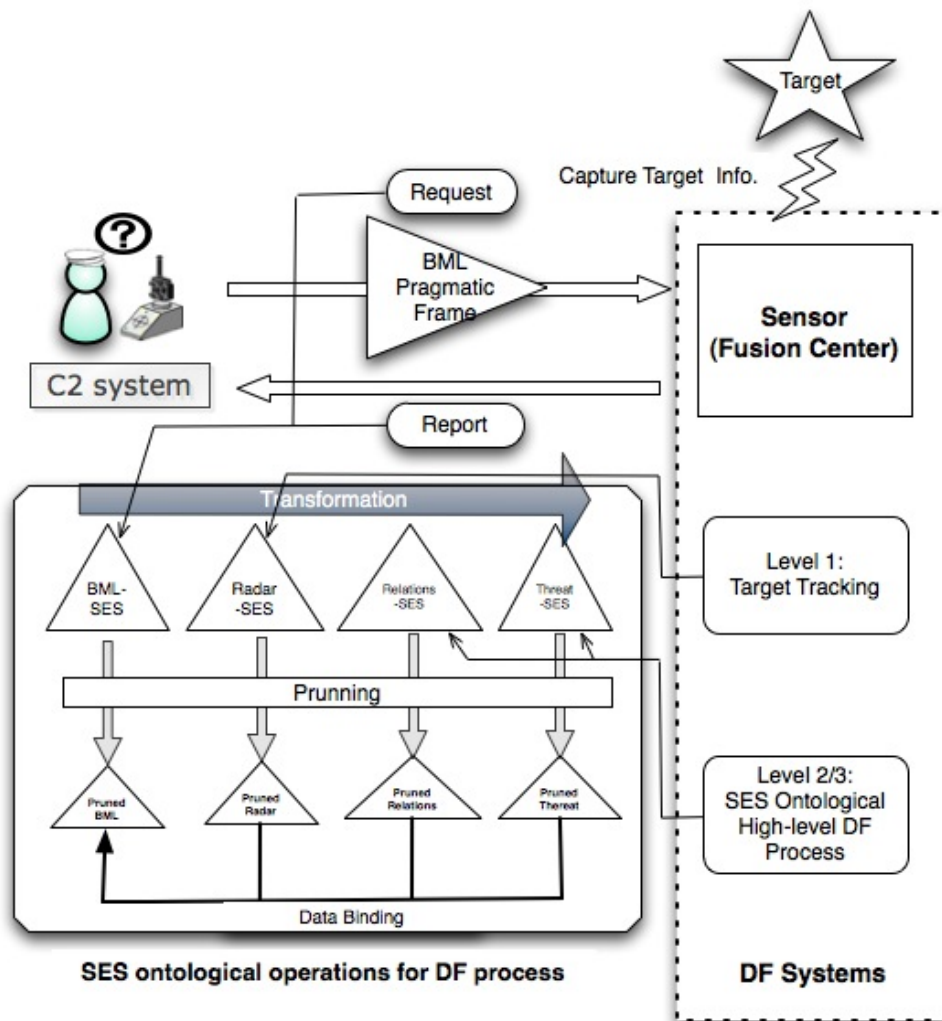 Target
Capture Target Info.
Request
?
BML
Pragmatic
Frame
Sensor
(Fusion Center)
C2 system
Report
Transformation
BML-
SES
Radar
-SES
Relations
-SES
Threat
-SES
Level 1:
Target Tracking
Prunning
Pruned
BML
Pruned
Radar
Pruned
Relations
Pruned
Thereat
Level 2/3:
SES Ontological
High-level DF
Process
Data Binding
SES ontological operations for DF process
DF Systems